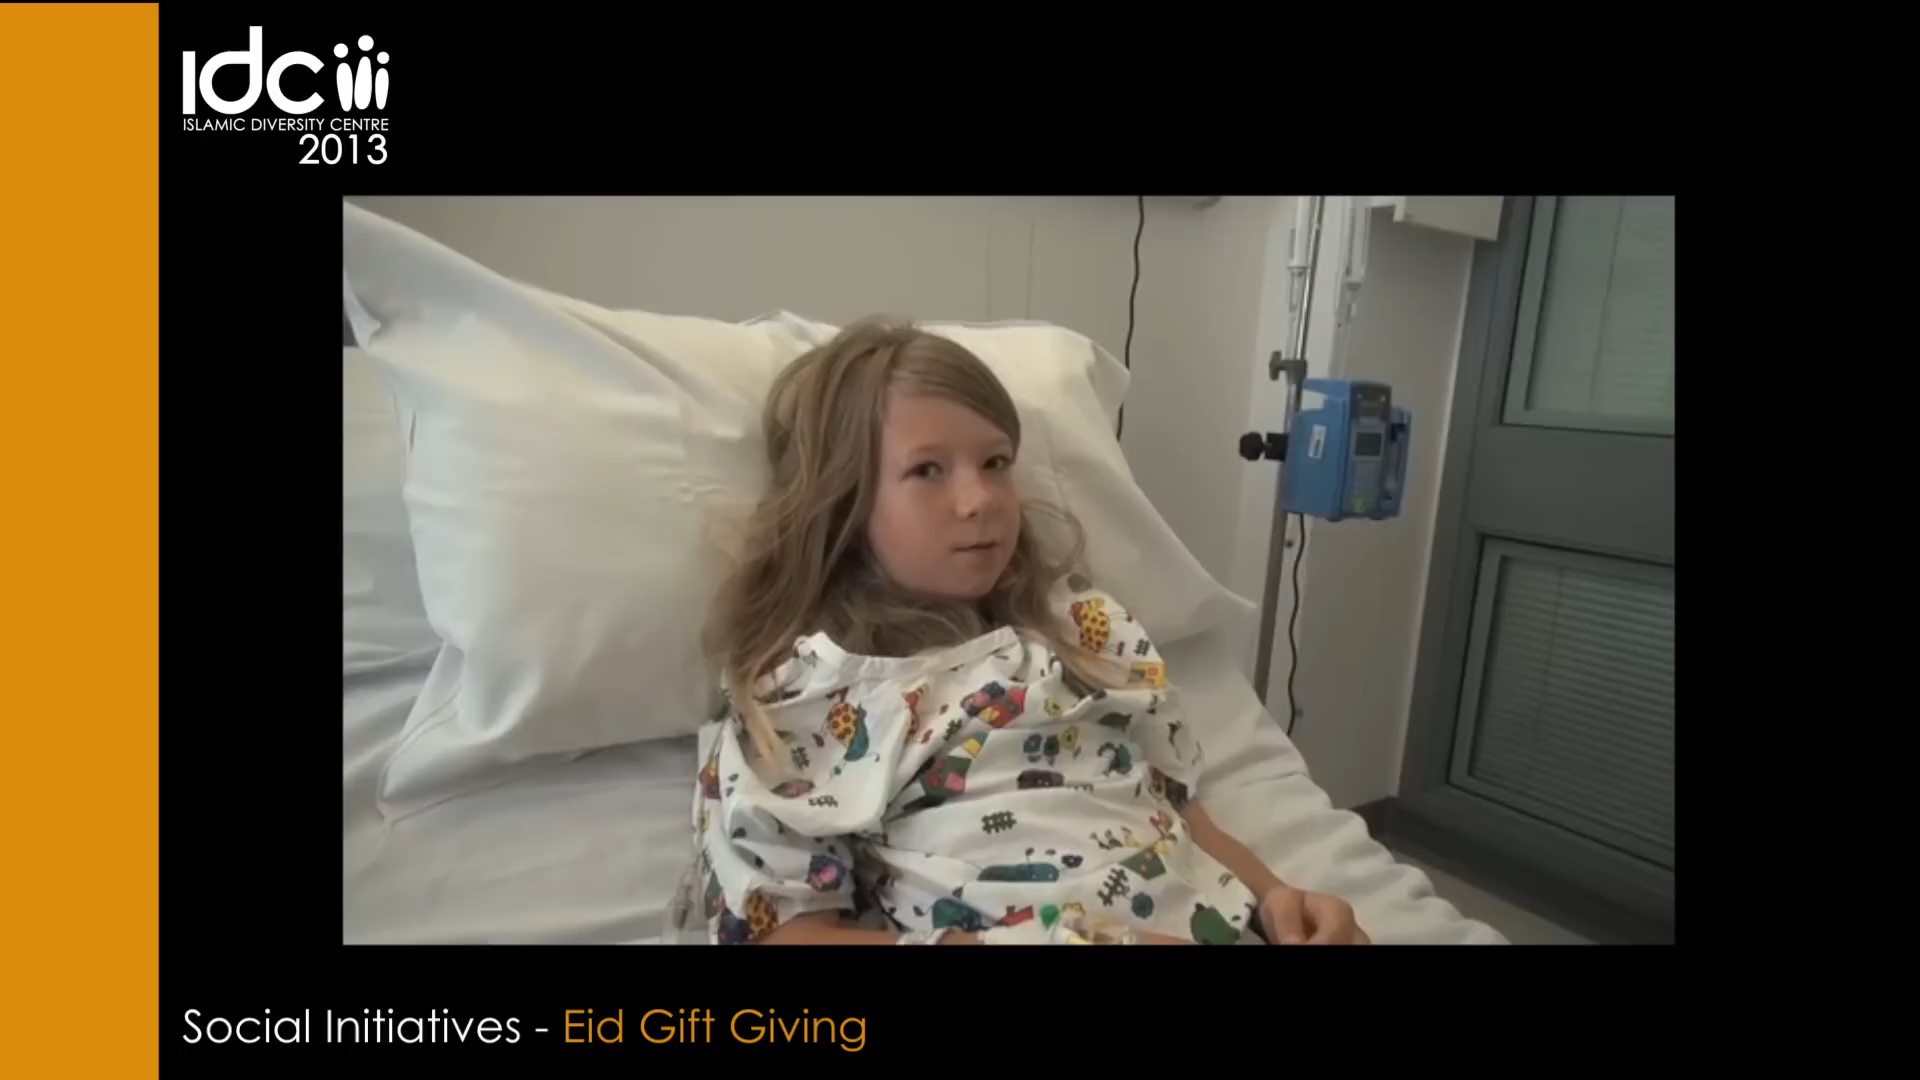 idc
ISLAMIC DIVERSITY CENTRE
2013
Social Initiatives - Eid Gift Giving